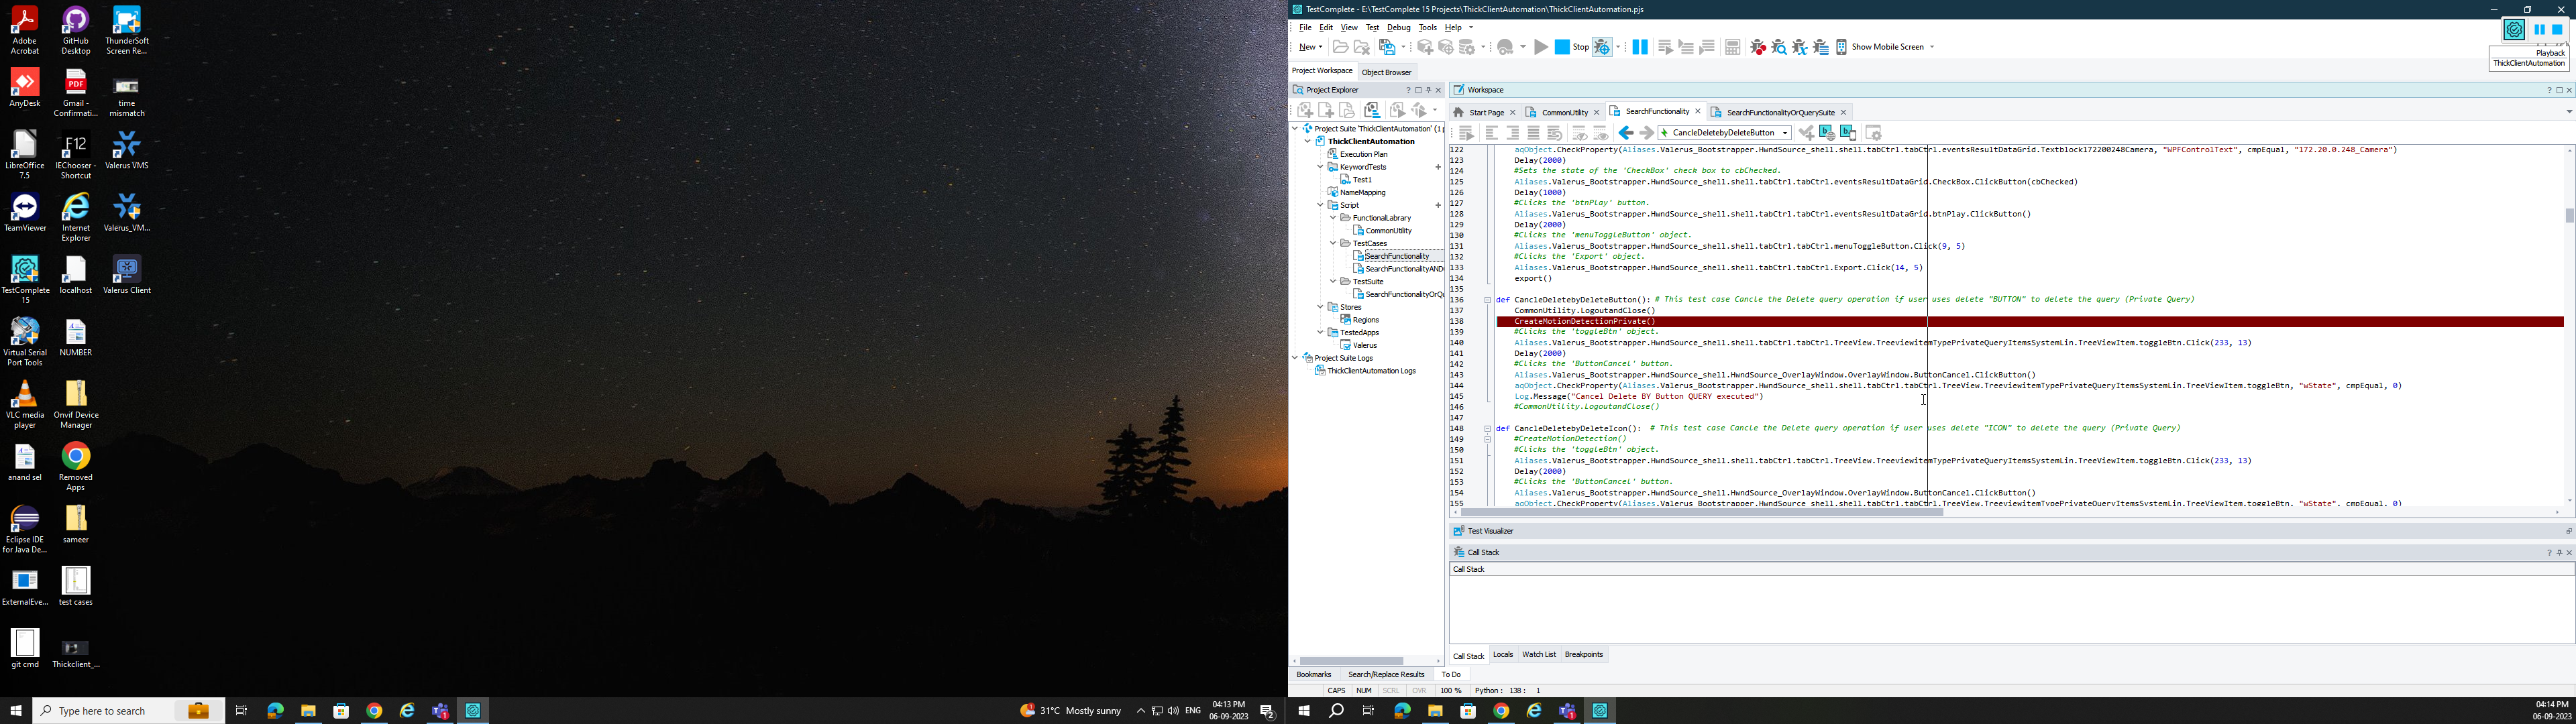 Adobe Acrobat
GitHub Desktop
ThunderSoft Screen Re...
AnyDesk
Gmail - Confirmati...
time mismatch
LibreOffice 7.5
IEChooser - Shortcut
Valerus VMS
TeamViewer
Internet Explorer
Valerus_VM...
TestComplete 15
localhost
Valerus Client
Virtual Serial Port Tools
NUMBER
VLC media player
Onvif Device Manager
anand sel
Removed Apps
Eclipse IDE for Java De...
sameer
ExternalEve...
test cases
git cmd
Thickclient_...
Type here to search
31°C Mostly sunny
ENG
04:13 PM
06-09-2023
2
TestComplete - E:\TestComplete 15 Projects\ThickClientAutomation\ThickClientAutomation.pjs
File Edit View Test Debug Tools Help
New
Stop
Show Mobile Screen
Playback
ThickClientAutomation
Project Workspace Object Browser
Project Explorer
Project Suite 'ThickClientAutomation' (1 p
ThickClientAutomation
Execution Plan
KeywordTests
Test1
NameMapping
Script
FunctionalLabrary
CommonUtility
TestCases
SearchFunctionality
SearchFunctionalityAND
TestSuite
SearchFunctionalityOrQu
Stores
Regions
TestedApps
Valerus
Project Suite Logs
ThickClientAutomation Logs
Workspace
Start Page CommonUtility SearchFunctionality SearchFunctionalityOrQuerySuite
CancleDeletebyDeleteButton
122 aqObject.CheckProperty(Aliases.Valerus_Bootstrapper.HwndSource_shell.shell.tabCtrl.tabCtrl.eventsResultDataGrid.Textblock172200248Camera, "WPFControlText", cmpEqual, "172.20.0.248_Camera")
123 Delay(2000)
124 #Sets the state of the 'CheckBox' check box to cbChecked.
125 Aliases.Valerus_Bootstrapper.HwndSource_shell.shell.tabCtrl.tabCtrl.eventsResultDataGrid.CheckBox.ClickButton(cbChecked)
126 Delay(1000)
127 #Clicks the 'btnPlay' button.
128 Aliases.Valerus_Bootstrapper.HwndSource_shell.shell.tabCtrl.tabCtrl.eventsResultDataGrid.btnPlay.ClickButton()
129 Delay(2000)
130 #Clicks the 'menuToggleButton' object.
131 Aliases.Valerus_Bootstrapper.HwndSource_shell.shell.tabCtrl.tabCtrl.menuToggleButton.Click(9, 5)
132 #Clicks the 'Export' object.
133 Aliases.Valerus_Bootstrapper.HwndSource_shell.shell.tabCtrl.tabCtrl.Export.Click(14, 5)
134 export()
135
136 def CancleDeletebyDeleteButton(): # This test case Cancle the Delete query operation if user uses delete "BUTTON" to delete the query (Private Query)
137 CommonUtility.LogoutandClose()
138 CreateMotionDetectionPrivate()
139 #Clicks the 'toggleBtn' object.
140 Aliases.Valerus_Bootstrapper.HwndSource_shell.shell.tabCtrl.tabCtrl.TreeView.TreeviewitemTypePrivateQueryItemsSystemLin.TreeViewItem.toggleBtn.Click(233, 13)
141 Delay(2000)
142 #Clicks the 'ButtonCancel' button.
143 Aliases.Valerus_Bootstrapper.HwndSource_shell.HwndSource_OverlayWindow.OverlayWindow.ButtonCancel.ClickButton()
144 aqObject.CheckProperty(Aliases.Valerus_Bootstrapper.HwndSource_shell.shell.tabCtrl.tabCtrl.TreeView.TreeviewitemTypePrivateQueryItemsSystemLin.TreeViewItem.toggleBtn, "wState", cmpEqual, 0)
145 Log.Message("Cancel Delete BY Button QUERY executed")
146 #CommonUtility.LogoutandClose()
147
148 def CancleDeletebyDeleteIcon(): # This test case Cancle the Delete query operation if user uses delete "ICON" to delete the query (Private Query)
149 #CreateMotionDetection()
150 #Clicks the 'toggleBtn' object.
151 Aliases.Valerus_Bootstrapper.HwndSource_shell.shell.tabCtrl.tabCtrl.TreeView.TreeviewitemTypePrivateQueryItemsSystemLin.TreeViewItem.toggleBtn.Click(233, 13)
152 Delay(2000)
153 #Clicks the 'ButtonCancel' button.
154 Aliases.Valerus_Bootstrapper.HwndSource_shell.HwndSource_OverlayWindow.OverlayWindow.ButtonCancel.ClickButton()
155 aqObject.CheckProperty(Aliases.Valerus_Bootstrapper.HwndSource_shell.shell.tabCtrl.tabCtrl.TreeView.TreeviewitemTypePrivateQueryItemsSystemLin.TreeViewItem.toggleBtn, "wState", cmpEqual, 0)
Test Visualizer
Call Stack
Call Stack
Call Stack Locals Watch List Breakpoints
Bookmarks Search/Replace Results To Do
CAPS NUM SCRL OVR 100 % Python : 138 : 1
04:14 PM
06-09-2023